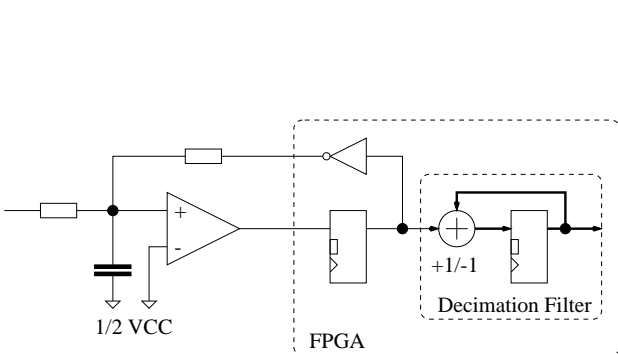 +
-
+1/-1
Decimation Filter
1/2 VCC
FPGA